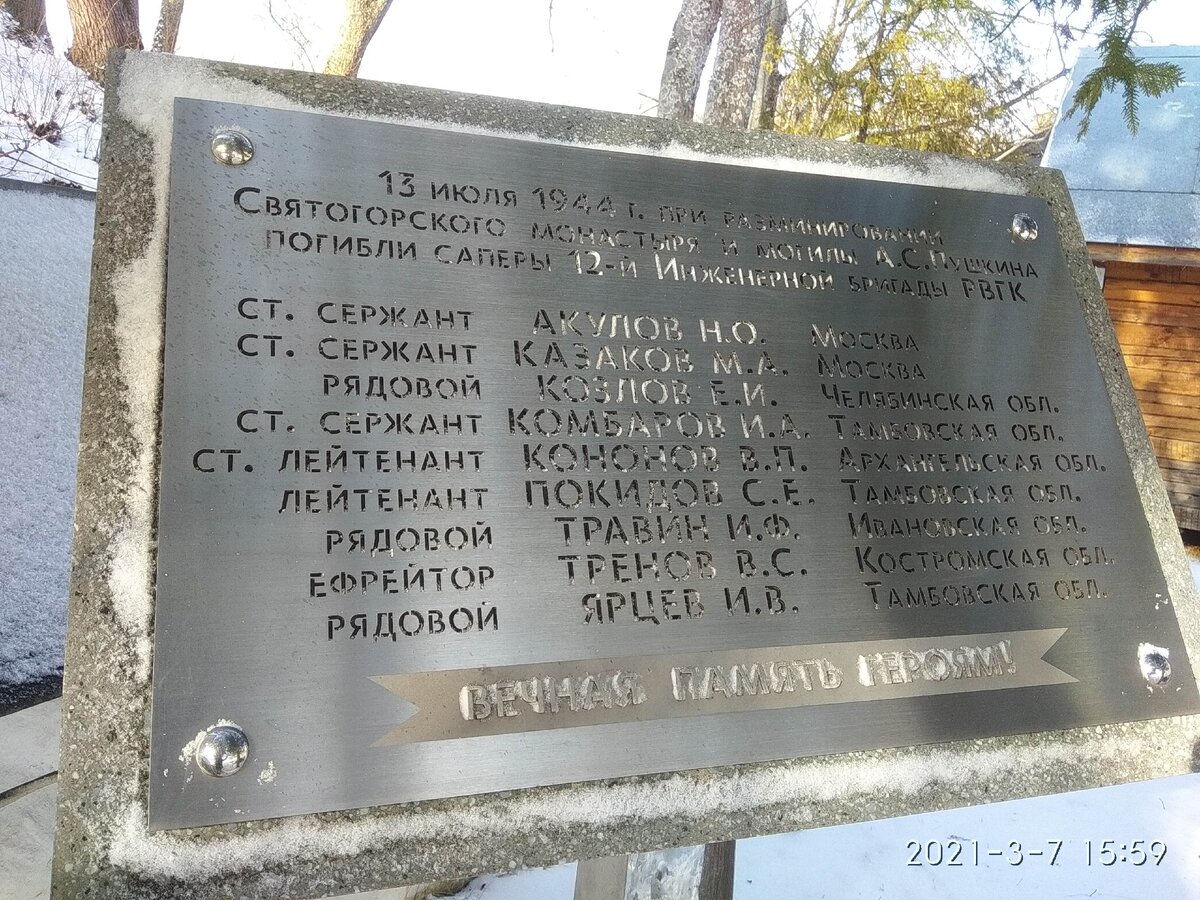 13 июля 1944 г. при разминировании
Святогорского монастыря и могилы А.С.Пушкина
погибли саперы 12-й Инженерной бригады РВГК
ст. сержант АКУЛОВ Н.О. Москва
ст. сержант КАЗАКОВ М.А. Москва
рядовой КОЗЛОВ Е.И. Челябинская обл.
ст. сержант КОМБАРОВ И.А. Тамбовская обл.
ст. лейтенант КОНОНОВ В.П. Архангельская обл.
лейтенант ПОКИДОВ С.Е. Тамбовская обл.
рядовой ТРАВИН И.Ф. Ивановская обл.
ефрейтор ТРЕНОВ В.С. Костромская обл.
рядовой ЯРЦЕВ И.В. Тамбовская обл.
ВЕЧНАЯ ПАМЯТЬ ГЕРОЯМ!
2021-3-7 15:59